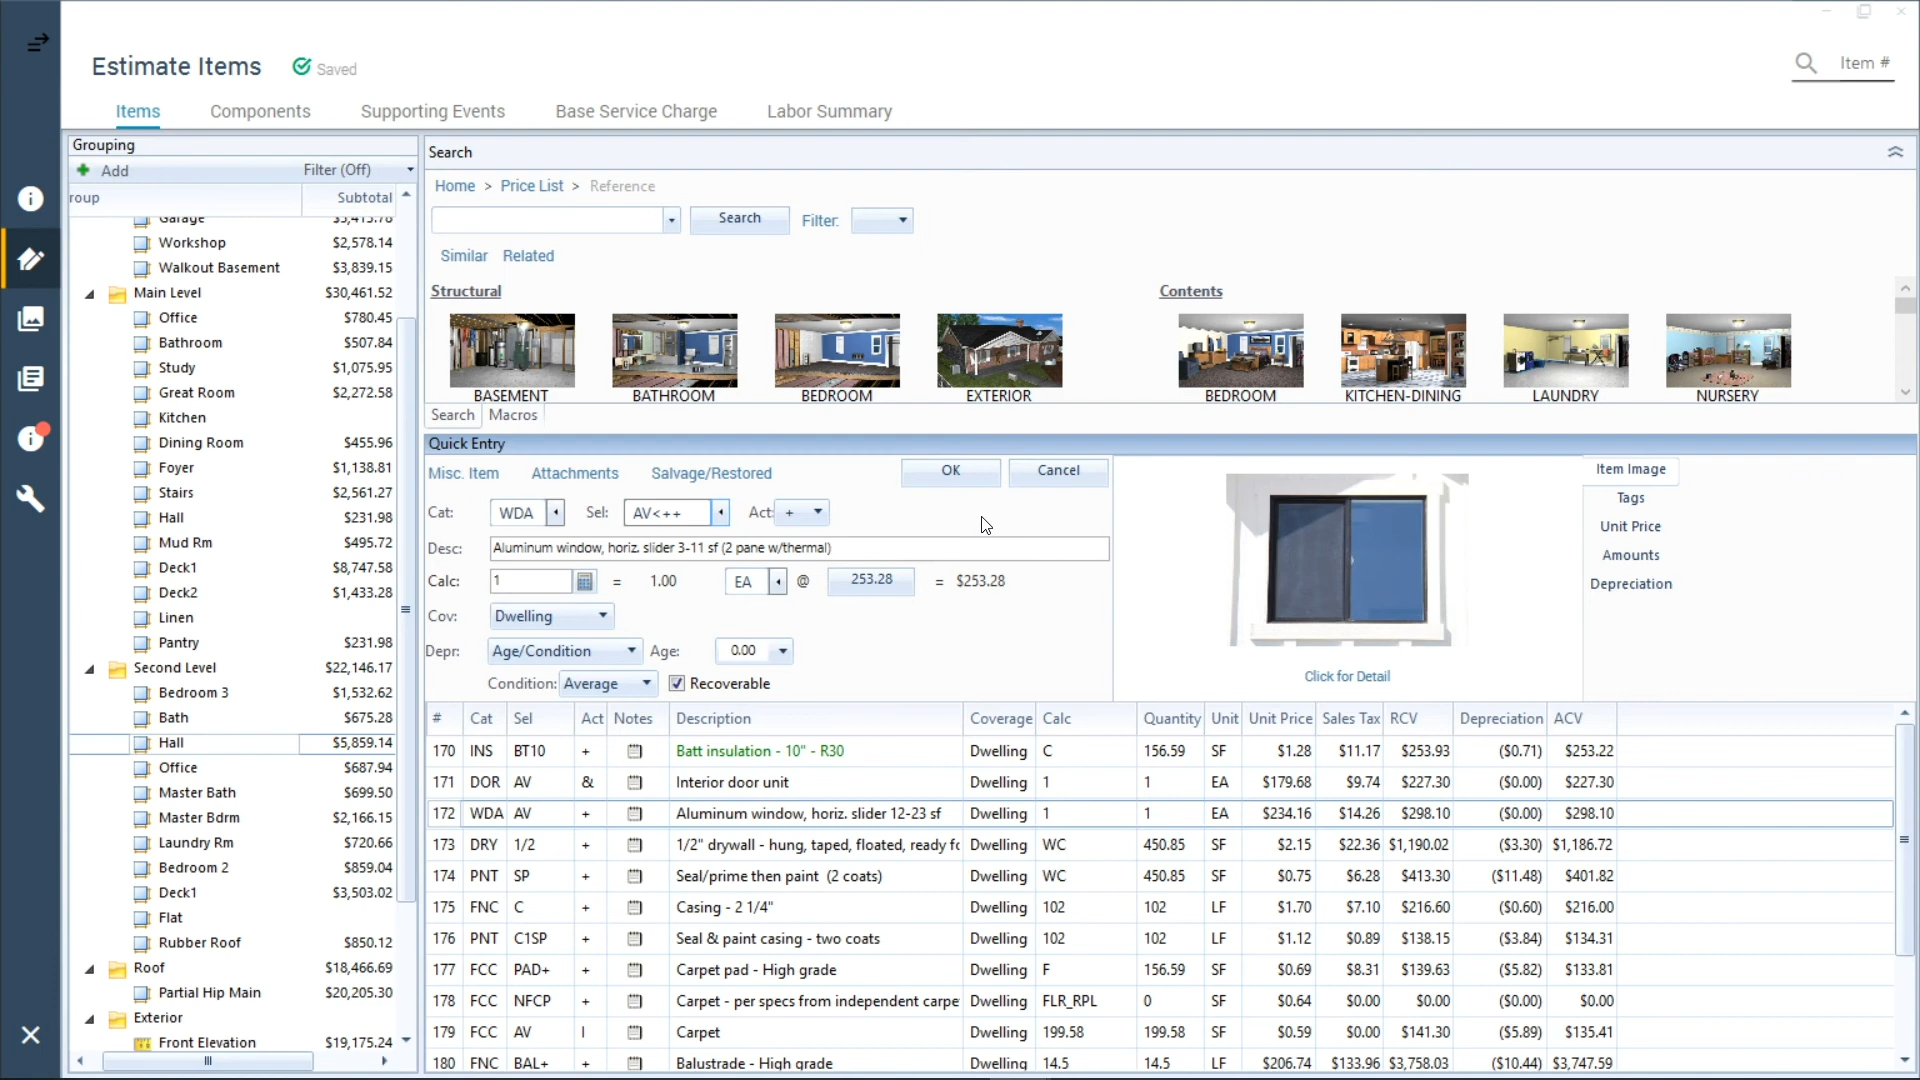 Estimate Items Saved
Item #
Items Components Supporting Events Base Service Charge Labor Summary
Grouping
Add Filter (Off)
roup Subtotal
Garage $3,413.78
Workshop $2,578.14
Walkout Basement $3,839.15
Main Level $30,461.52
Office $780.45
Bathroom $507.84
Study $1,075.95
Great Room $2,272.58
Kitchen
Dining Room $455.96
Foyer $1,138.81
Stairs $2,561.27
Hall $231.98
Mud Rm $495.72
Deck1 $8,747.58
Deck2 $1,433.28
Linen
Pantry $231.98
Second Level $22,146.17
Bedroom 3 $1,532.62
Bath $675.28
Hall $5,859.14
Office $687.94
Master Bath $699.50
Master Bdrm $2,166.15
Laundry Rm $720.66
Bedroom 2 $859.04
Deck1 $3,503.02
Flat
Rubber Roof $850.12
Roof $18,466.69
Partial Hip Main $20,205.30
Exterior
Front Elevation $19,175.24
Search
Home > Price List > Reference
Search Filter:
Similar Related
Structural
BASEMENT BATHROOM BEDROOM EXTERIOR
Contents
BEDROOM KITCHEN-DINING LAUNDRY NURSERY
Search Macros
Quick Entry
Misc. Item Attachments Salvage/Restored OK Cancel
Cat: WDA Sel: AV<++ Act: +
Desc: Aluminum window, horiz. slider 3-11 sf (2 pane w/thermal)
Calc: 1 = 1.00 EA @ 253.28 = $253.28
Cov: Dwelling
Depr: Age/Condition Age: 0.00
Condition: Average Recoverable
Click for Detail
Item Image
Tags
Unit Price
Amounts
Depreciation
# Cat Sel Act Notes Description Coverage Calc Quantity Unit Unit Price Sales Tax RCV Depreciation ACV
170 INS BT10 + Batt insulation - 10" - R30 Dwelling C 156.59 SF $1.28 $11.17 $253.93 ($0.71) $253.22
171 DOR AV & Interior door unit Dwelling 1 1 EA $179.68 $9.74 $227.30 ($0.00) $227.30
172 WDA AV + Aluminum window, horiz. slider 12-23 sf Dwelling 1 1 EA $234.16 $14.26 $298.10 ($0.00) $298.10
173 DRY 1/2 + 1/2" drywall - hung, taped, floated, ready fo Dwelling WC 450.85 SF $2.15 $22.36 $1,190.02 ($3.30) $1,186.72
174 PNT SP + Seal/prime then paint (2 coats) Dwelling WC 450.85 SF $0.75 $6.28 $413.30 ($11.48) $401.82
175 FNC C + Casing - 2 1/4" Dwelling 102 102 LF $1.70 $7.10 $216.60 ($0.60) $216.00
176 PNT C1SP + Seal & paint casing - two coats Dwelling 102 102 LF $1.12 $0.89 $138.15 ($3.84) $134.31
177 FCC PAD+ + Carpet pad - High grade Dwelling F 156.59 SF $0.69 $8.31 $139.63 ($5.82) $133.81
178 FCC NFCP + Carpet - per specs from independent carpe Dwelling FLR_RPL 0 SF $0.64 $0.00 $0.00 ($0.00) $0.00
179 FCC AV I Carpet Dwelling 199.58 199.58 SF $0.59 $0.00 $141.30 ($5.89) $135.41
180 FNC BAL+ + Balustrade - High grade Dwelling 14.5 14.5 LF $206.74 $133.96 $3,758.03 ($10.44) $3,747.59